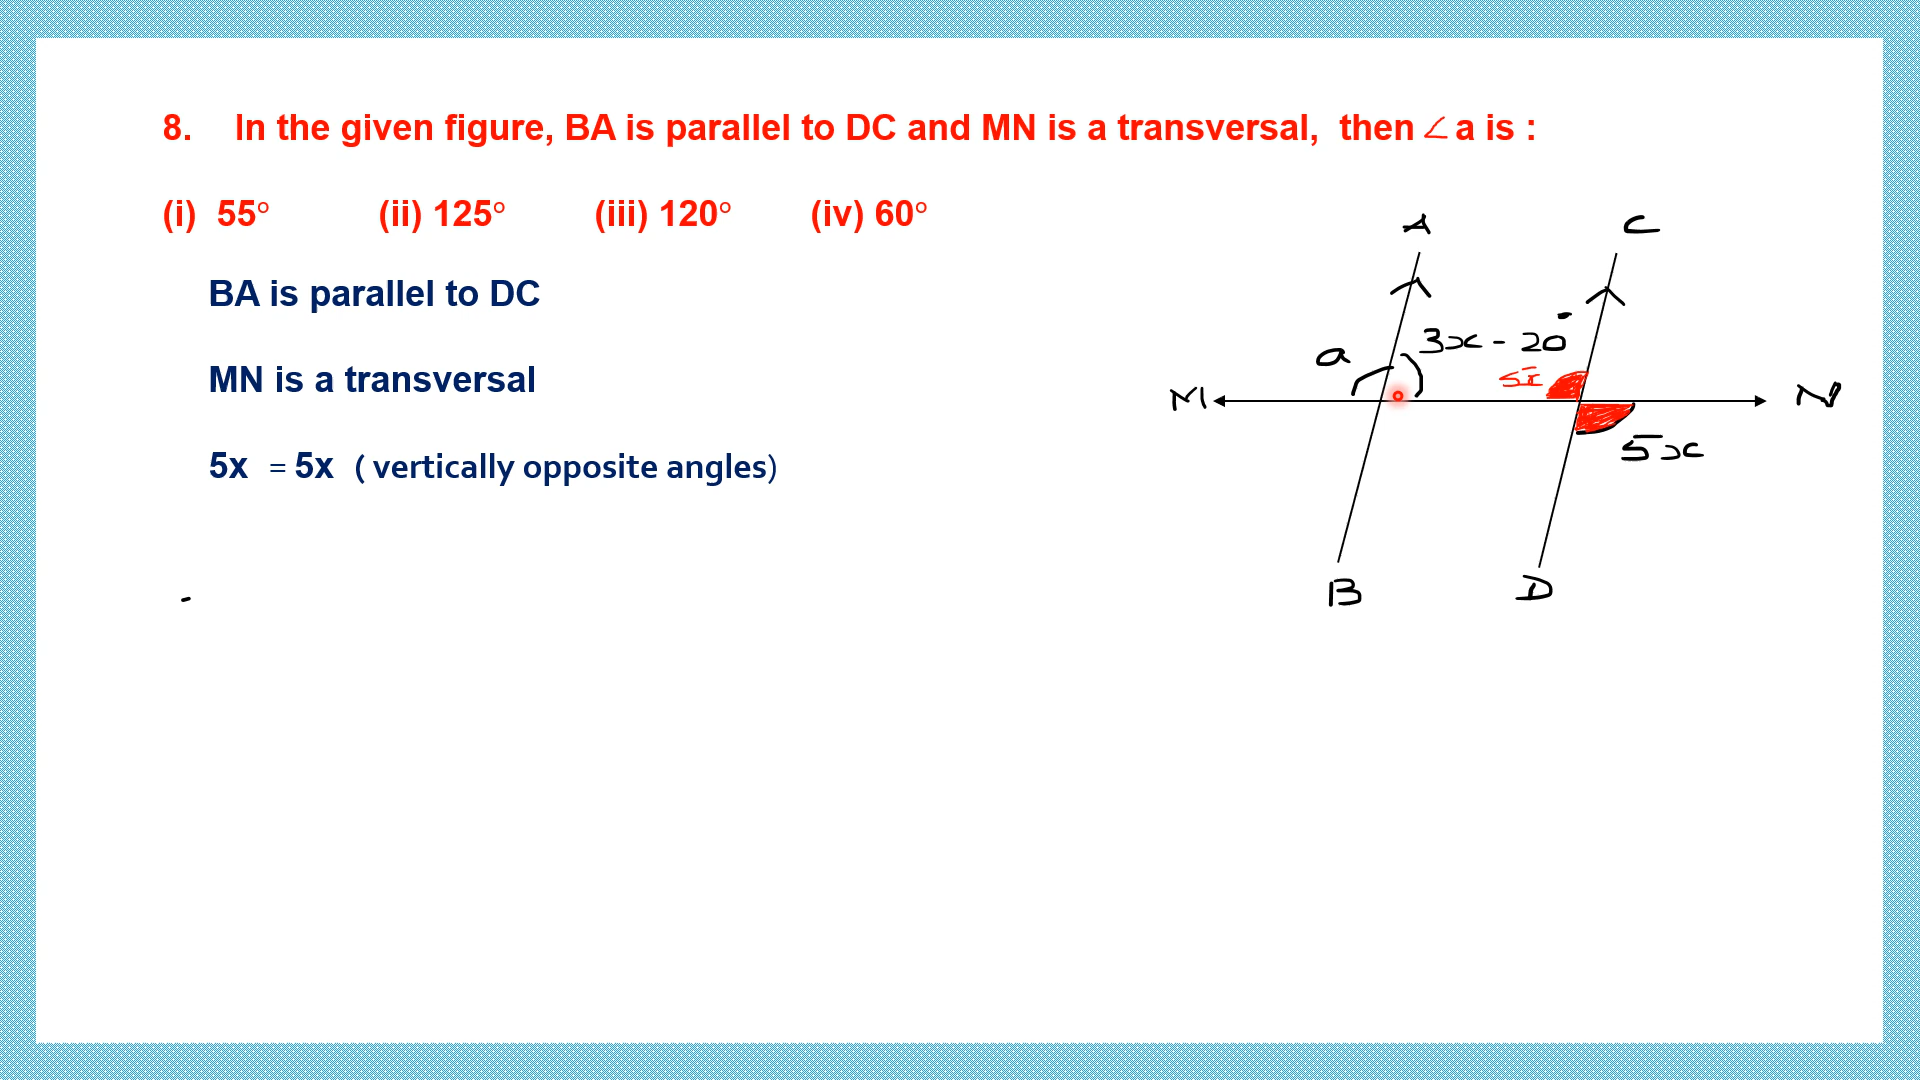 8. In the given figure, BA is parallel to DC and MN is a transversal, then ∠ a is :
(i) 55° (ii) 125° (iii) 120° (iv) 60°
BA is parallel to DC
MN is a transversal
5x = 5x ( vertically opposite angles)
A C
3x - 20°
a
5x
M N
5x
B D